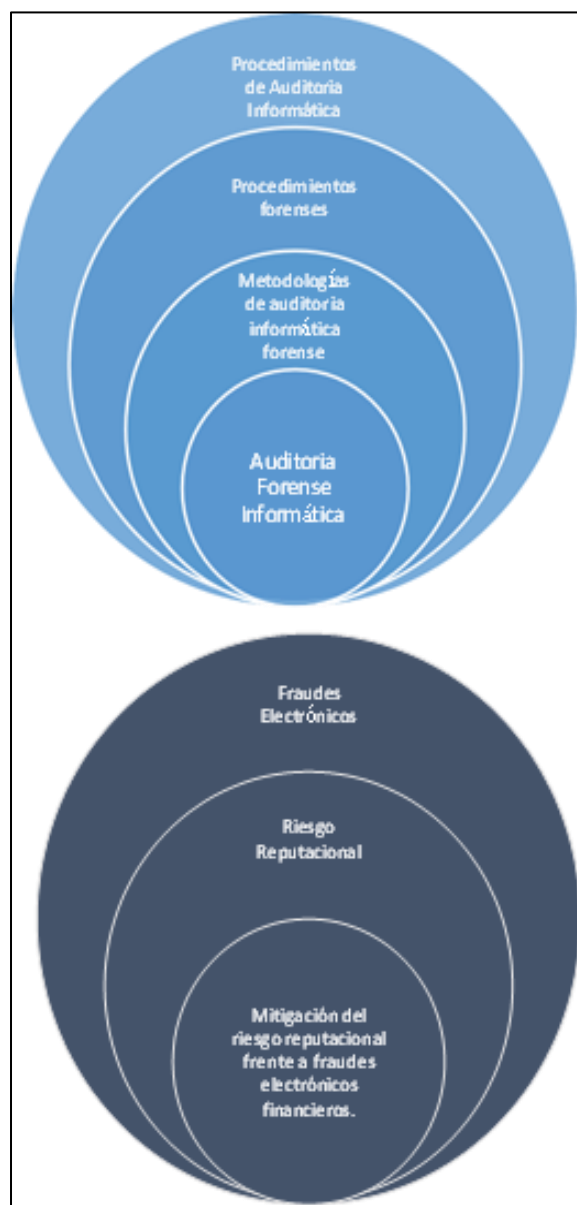 Procedimientos
de Auditoria
Informática
Procedimientos
forenses
Metodologías
de auditoria
informática
forense
Auditoria
Forense
Informática
Fraudes
Electrónicos
Riesgo
Reputacional
Mitigación del
riesgo reputacional
frente a fraudes
electrónicos
financieros.